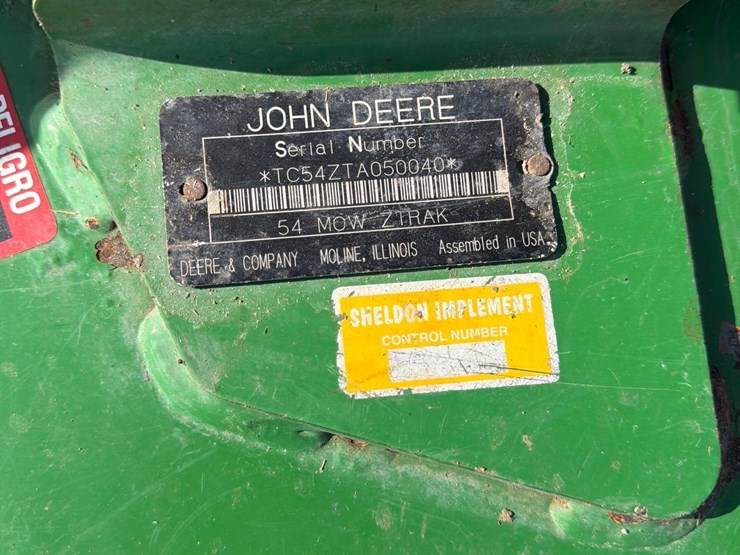 PELIGRO
JOHN DEERE
Serial Number
*TC54ZTA050040*
54 MOW ZTRAK
DEERE & COMPANY MOLINE, ILLINOIS Assembled in USA
SHELDON IMPLEMENT
CONTROL NUMBER